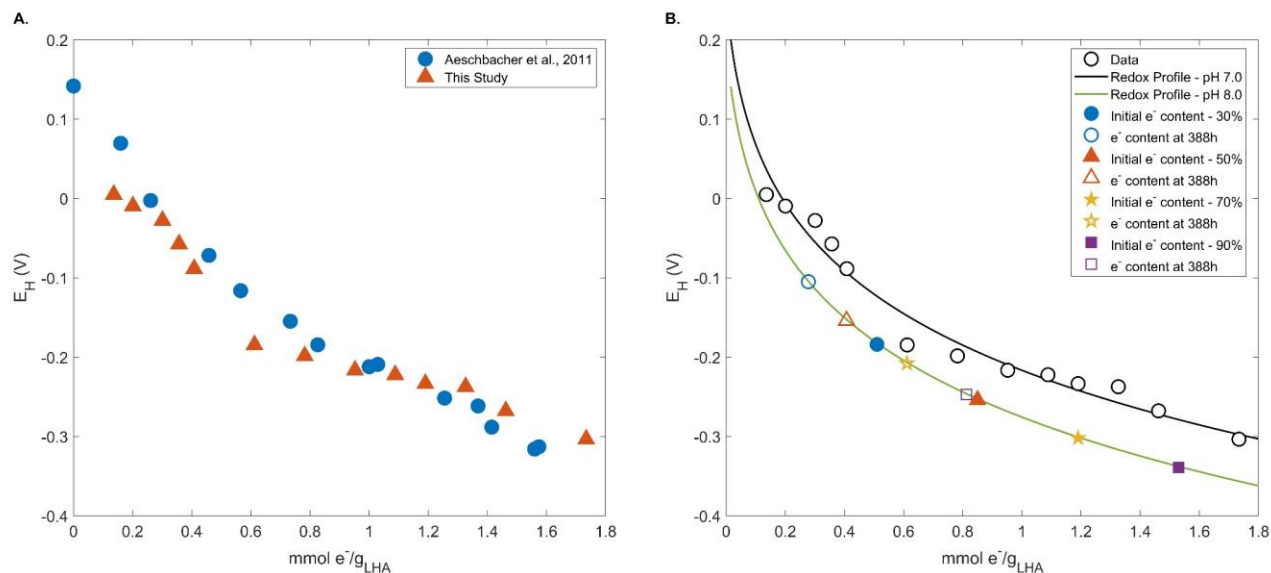 A.
0.2
0.1
0
-0.1
-0.2
-0.3
-0.4
E_H (V)
0
0.2
0.4
0.6
0.8
1
1.2
1.4
1.6
1.8
mmol e⁻/g_LHA
Aeschbacher et al., 2011
This Study
B.
0.2
0.1
0
-0.1
-0.2
-0.3
-0.4
E_H (V)
0
0.2
0.4
0.6
0.8
1
1.2
1.4
1.6
1.8
mmol e⁻/g_LHA
Data
Redox Profile - pH 7.0
Redox Profile - pH 8.0
Initial e⁻ content - 30%
e⁻ content at 388h
Initial e⁻ content - 50%
e⁻ content at 388h
Initial e⁻ content - 70%
e⁻ content at 388h
Initial e⁻ content - 90%
e⁻ content at 388h